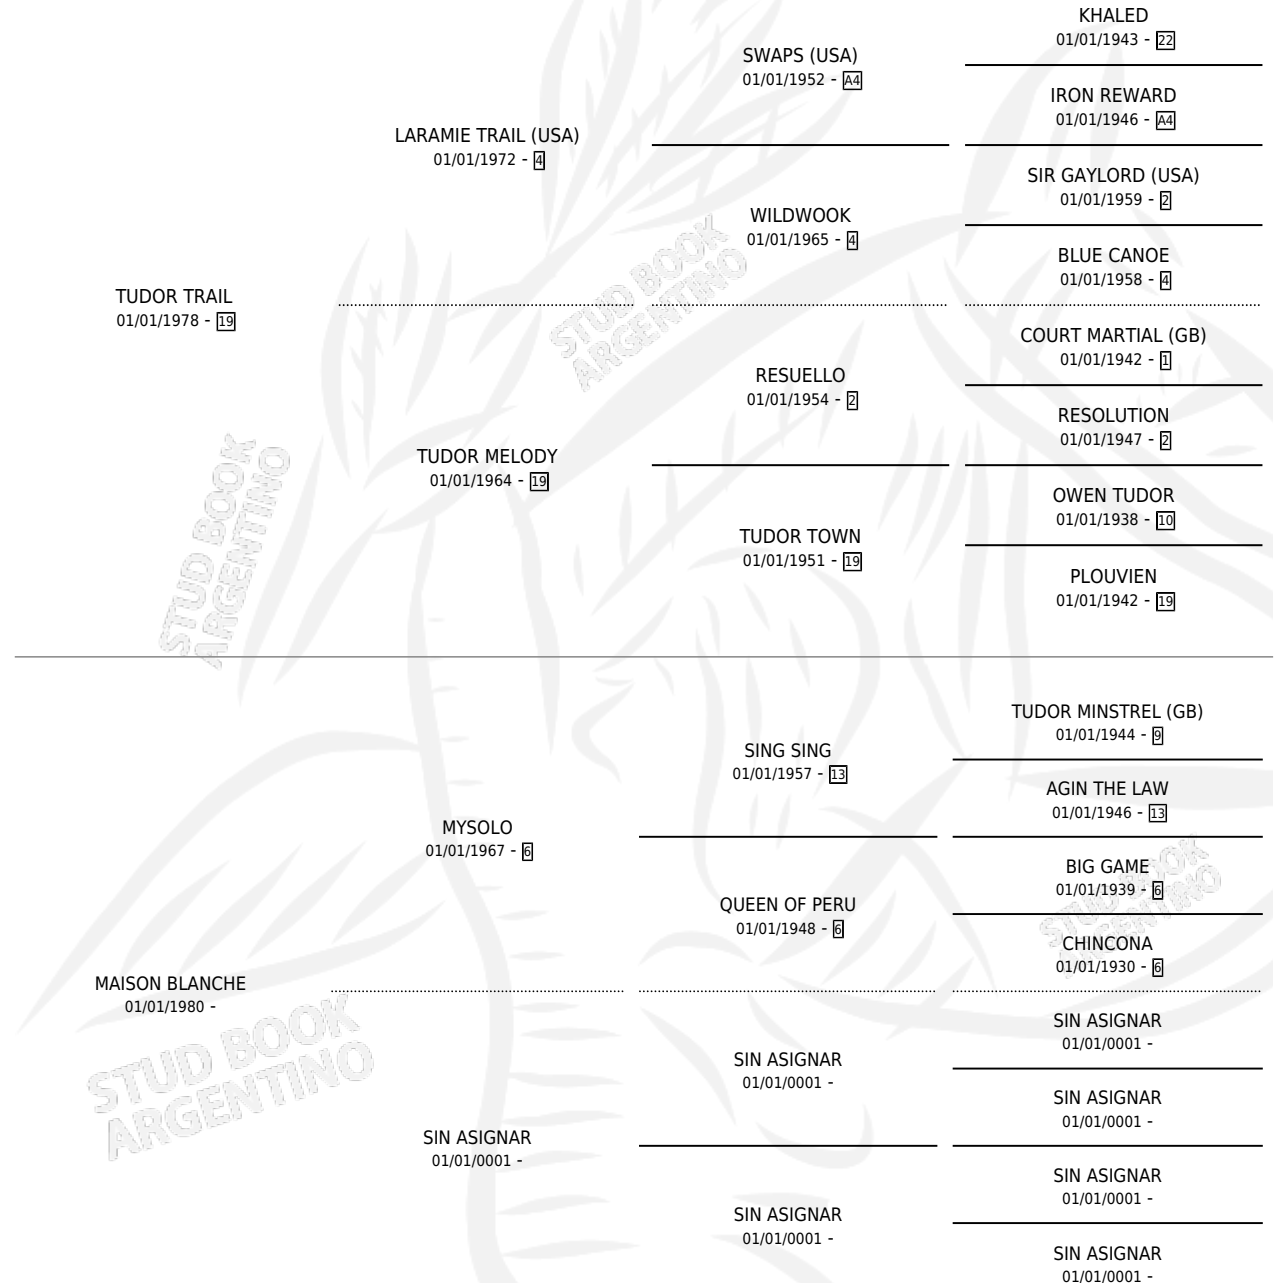 KHALED
01/01/1943 - 22
SWAPS (USA)
01/01/1952 - A4
IRON REWARD
01/01/1946 - A4
LARAMIE TRAIL (USA)
01/01/1972 - 4
SIR GAYLORD (USA)
01/01/1959 - 2
WILDWOOK
01/01/1965 - 4
BLUE CANOE
01/01/1958 - 4
TUDOR TRAIL
01/01/1978 - 19
STUD BOOK
ARGENTINO
COURT MARTIAL (GB)
01/01/1942 - 1
RESUELLO
01/01/1954 - 2
RESOLUTION
01/01/1947 - 2
TUDOR MELODY
01/01/1964 - 19
OWEN TUDOR
01/01/1938 - 10
TUDOR TOWN
01/01/1951 - 19
PLOUVIEN
01/01/1942 - 19
STUD BOOK
ARGENTINO
TUDOR MINSTREL (GB)
01/01/1944 - 9
SING SING
01/01/1957 - 13
AGIN THE LAW
01/01/1946 - 13
MYSOLO
01/01/1967 - 6
BIG GAME
01/01/1939 - 6
QUEEN OF PERU
01/01/1948 - 6
STUD BOOK
ARGENTINO
CHINCONA
01/01/1930 - 6
MAISON BLANCHE
01/01/1980 -
STUD BOOK
ARGENTINO
SIN ASIGNAR
01/01/0001 -
SIN ASIGNAR
01/01/0001 -
SIN ASIGNAR
01/01/0001 -
SIN ASIGNAR
01/01/0001 -
SIN ASIGNAR
01/01/0001 -
SIN ASIGNAR
01/01/0001 -
SIN ASIGNAR
01/01/0001 -